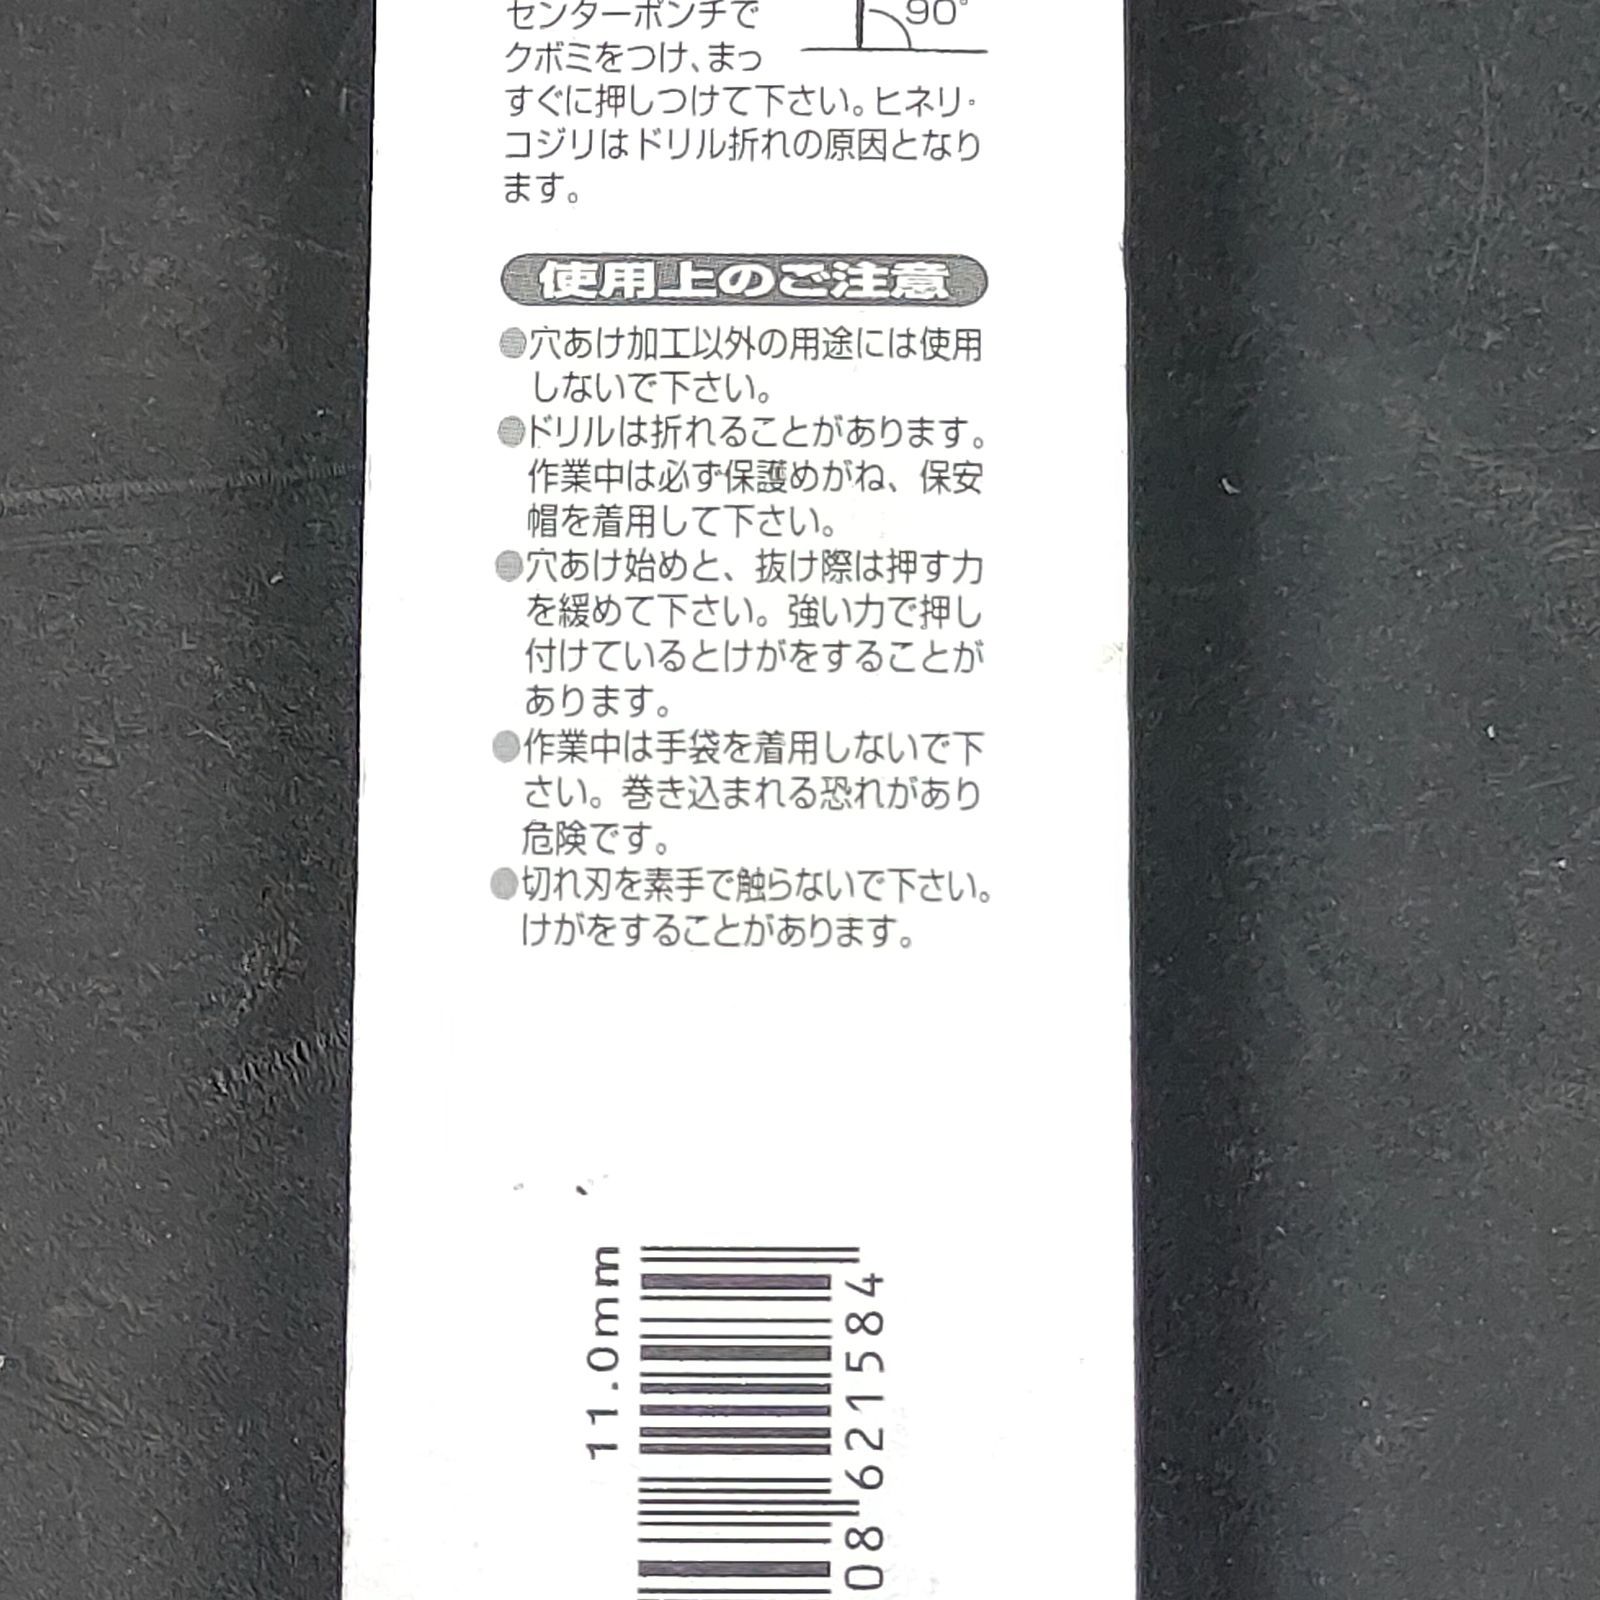 センターポンチで
90°
クボミをつけ、まっ
すぐに押しつけて下さい。ヒネリ・
コジリはドリル折れの原因となり
ます。
使用上のご注意
●穴あけ加工以外の用途には使用
しないで下さい。
●ドリルは折れることがあります。
作業中は必ず保護めがね、保安
帽を着用して下さい。
●穴あけ始めと、抜け際は押す力
を緩めて下さい。強い力で押し
付けているとけがをすることが
あります。
●作業中は手袋を着用しないで下
さい。巻き込まれる恐れがあり
危険です。
●切れ刃を素手で触らないで下さい。
けがをすることがあります。
11.0mm
08 621584